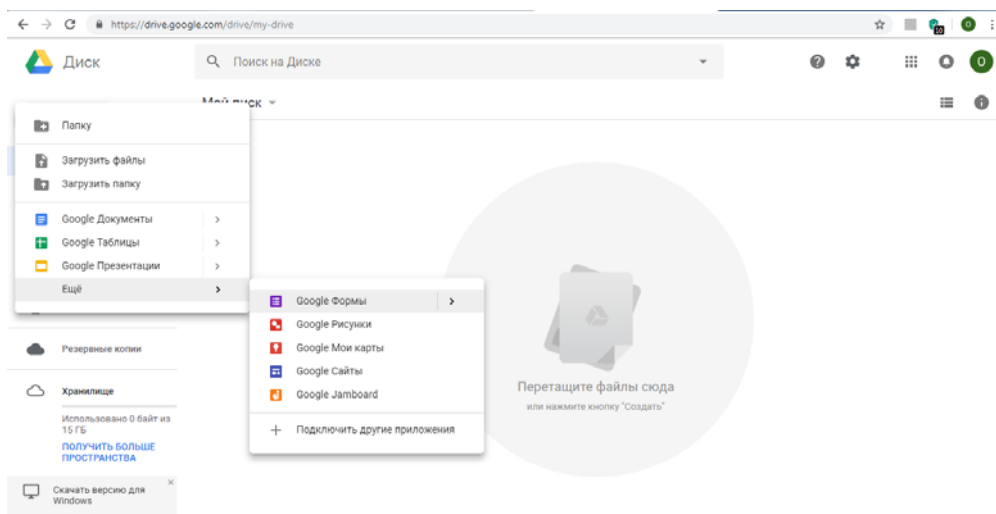 https://drive.google.com/drive/my-drive
10
O
Диск
Поиск на Диске
O
Мой диск
Папку
Загрузить файлы
Загрузить папку
Google Документы
Google Таблицы
Google Презентации
Ещё
Google Формы
Google Рисунки
Google Мои карты
Google Сайты
Google Jamboard
Подключить другие приложения
Резервные копии
Хранилище
Использовано 0 байт из
15 ГБ
ПОЛУЧИТЬ БОЛЬШЕ
ПРОСТРАНСТВА
Скачать версию для
Windows
Перетащите файлы сюда
или нажмите кнопку "Создать"